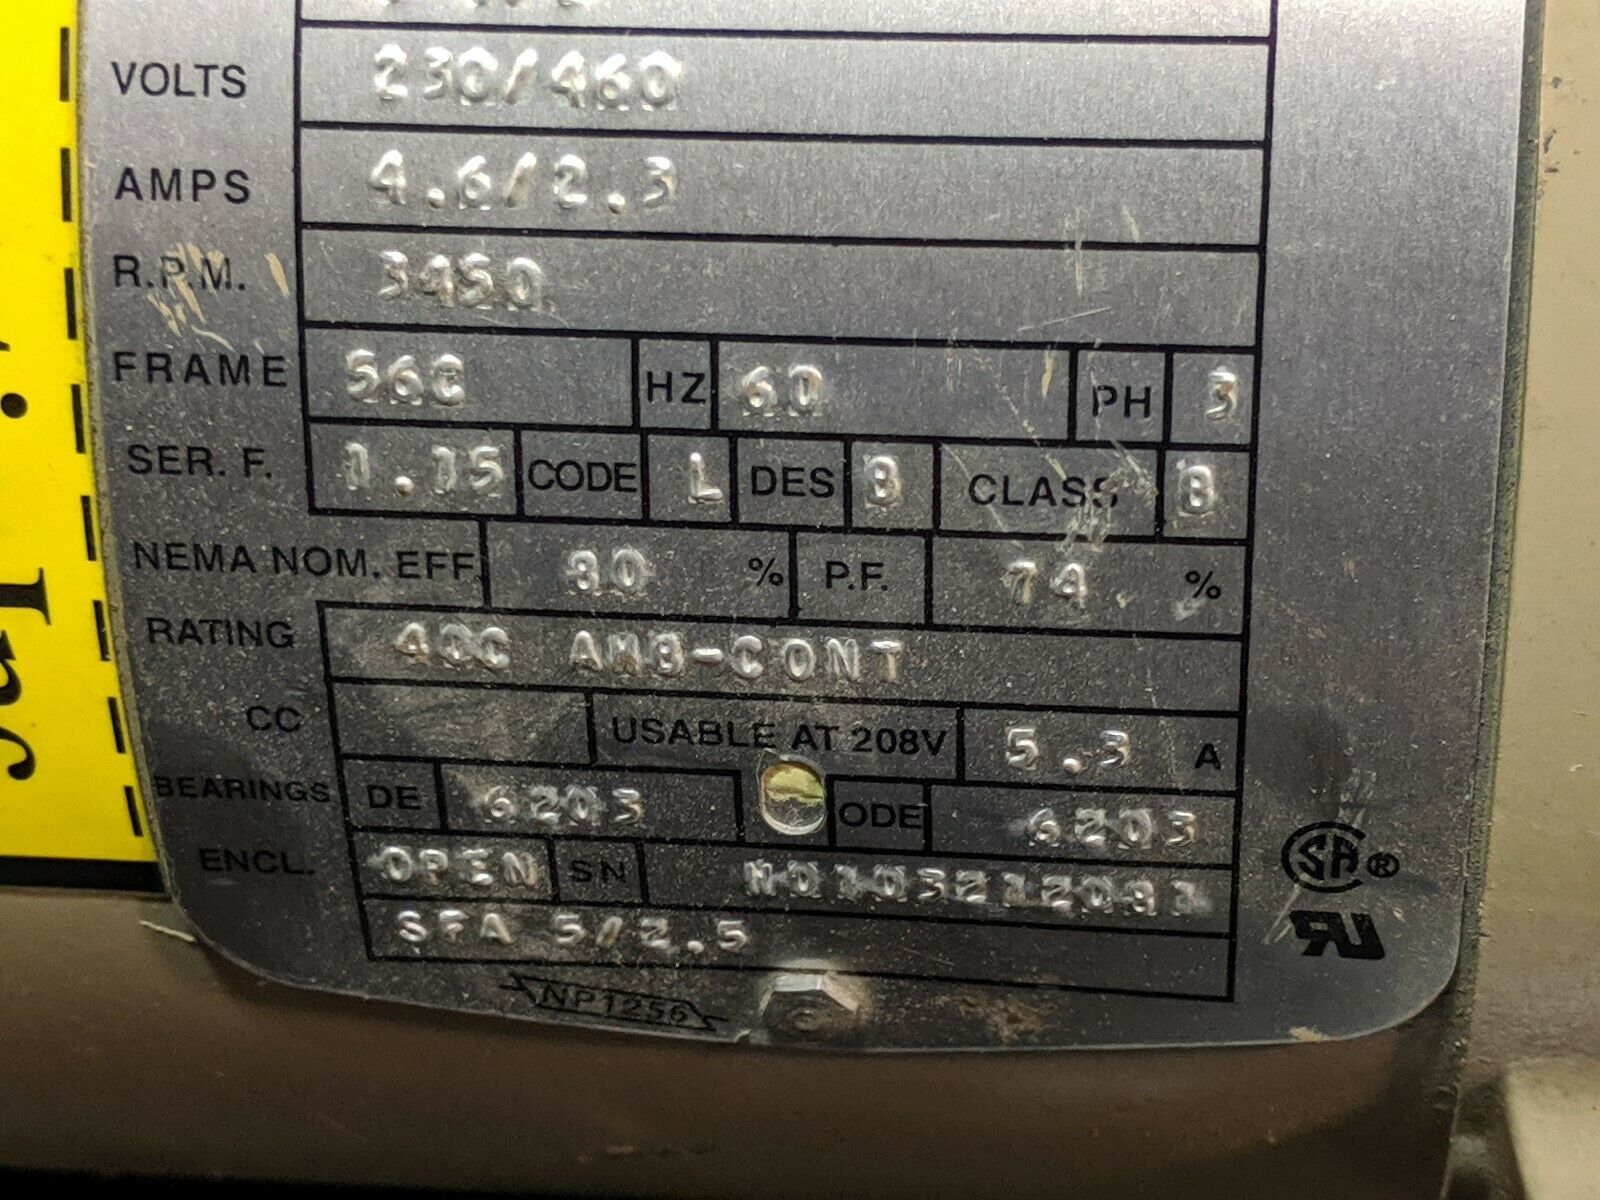 VOLTS 230/460
AMPS 4.6/2.3
R.P.M. 3450
FRAME 56C HZ 60 PH 3
SER. F. 1.15 CODE L DES B CLASS B
NEMA NOM. EFF. 80 % P.F. 74 %
RATING 40C AMB-CONT
CC USABLE AT 208V 5.3 A
BEARINGS DE 6203 ODE 6203
ENCL. OPEN SN
SFA 5/2.5
NP1256
SA ®
RU